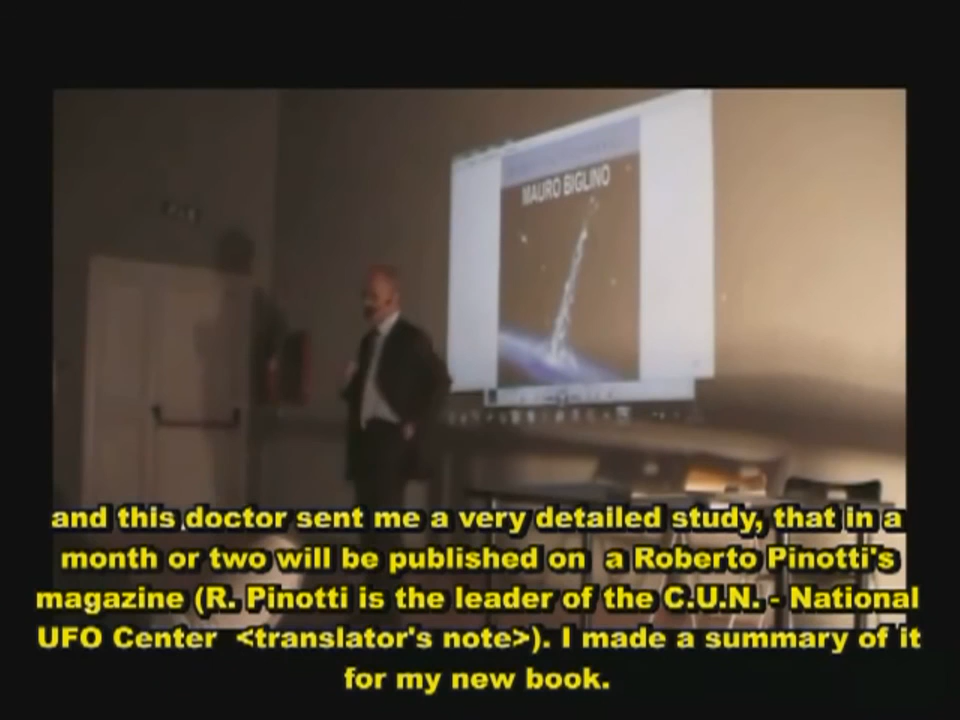 MAURO BIGLINO
and this doctor sent me a very detailed study, that in a
month or two will be published on a Roberto Pinotti's
magazine (R. Pinotti is the leader of the C.U.N. - National
UFO Center <translator's note>). I made a summary of it
for my new book.